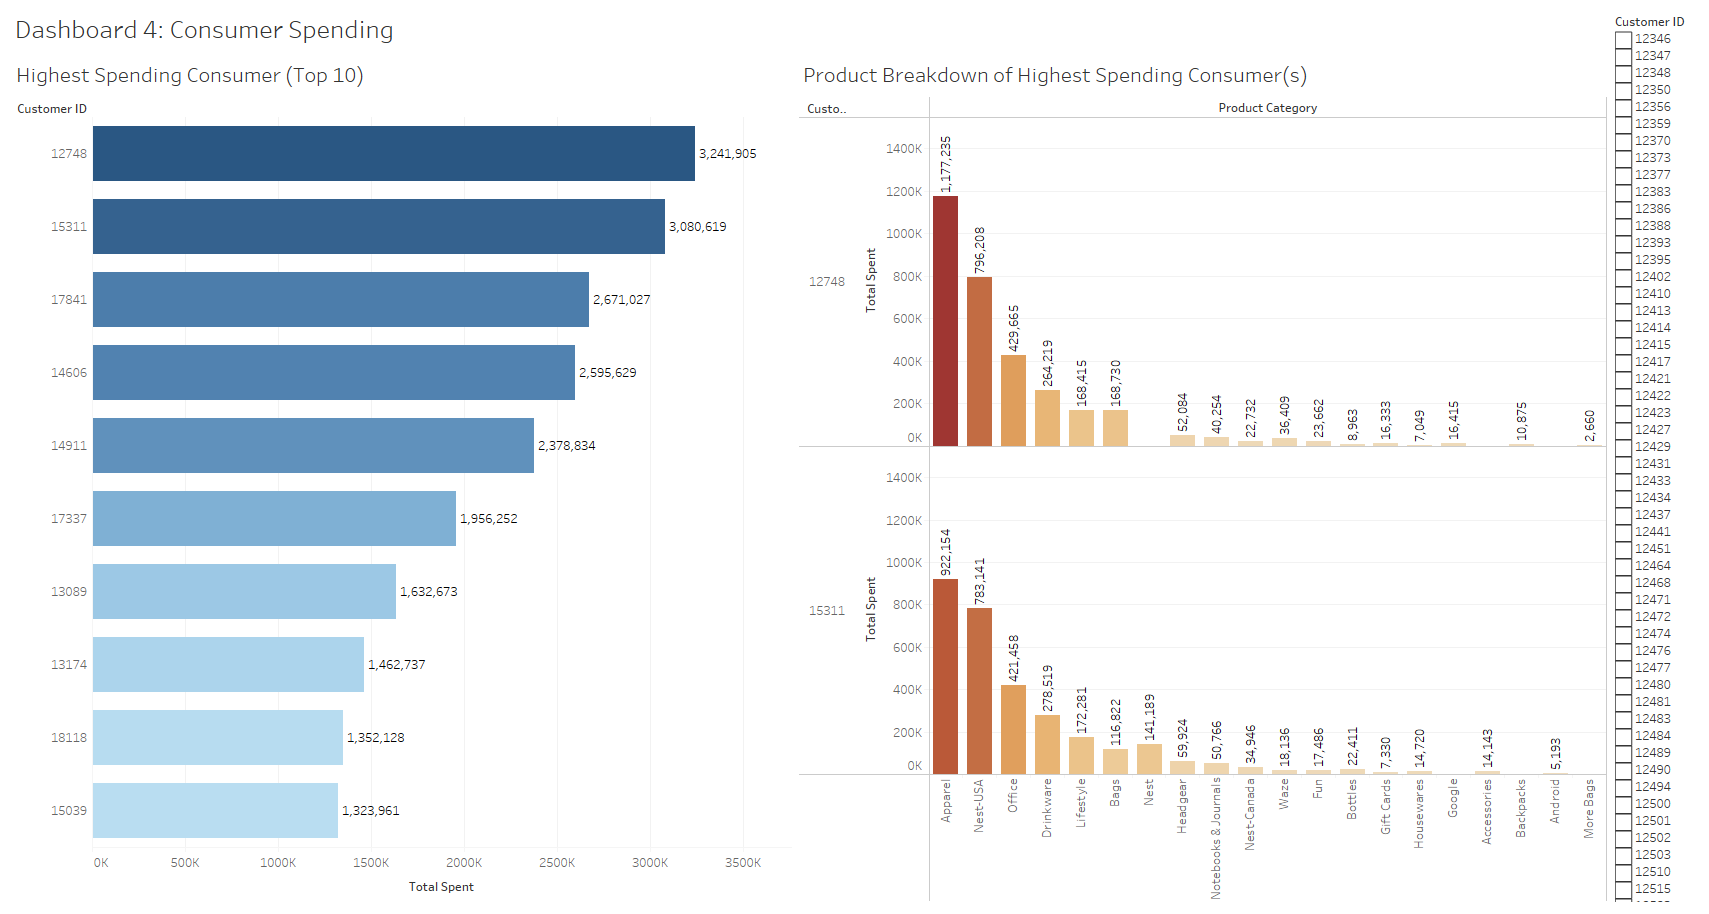 Dashboard 4: Consumer Spending
Highest Spending Consumer (Top 10)
Customer ID
12748
3,241,905
15311
3,080,619
17841
2,671,027
14606
2,595,629
14911
2,378,834
17337
1,956,252
13089
1,632,673
13174
1,462,737
18118
1,352,128
15039
1,323,961
0K
500K
1000K
1500K
2000K
2500K
3000K
3500K
Total Spent
Product Breakdown of Highest Spending Consumer(s)
Custo..
Product Category
12748
Total Spent
1400K
1200K
1000K
800K
600K
400K
200K
0K
1,177,235
796,208
429,665
264,219
168,415
168,730
52,084
40,254
22,732
36,409
23,662
8,963
16,333
7,049
16,415
10,875
2,660
15311
Total Spent
1400K
1200K
1000K
800K
600K
400K
200K
0K
922,154
783,141
421,458
278,519
172,281
116,822
141,189
59,924
50,766
34,946
18,136
17,486
22,411
7,330
14,720
14,143
5,193
Apparel
Nest-USA
Office
Drinkware
Lifestyle
Bags
Nest
Headgear
Notebooks & Journals
Nest-Canada
Waze
Fun
Bottles
Gift Cards
Housewares
Google
Accessories
Backpacks
Android
More Bags
Customer ID
12346
12347
12348
12350
12356
12359
12370
12373
12377
12383
12386
12388
12393
12395
12402
12410
12413
12414
12415
12417
12421
12422
12423
12427
12429
12431
12433
12434
12437
12441
12451
12464
12468
12471
12472
12474
12476
12477
12480
12481
12483
12484
12489
12490
12494
12500
12501
12502
12503
12510
12515